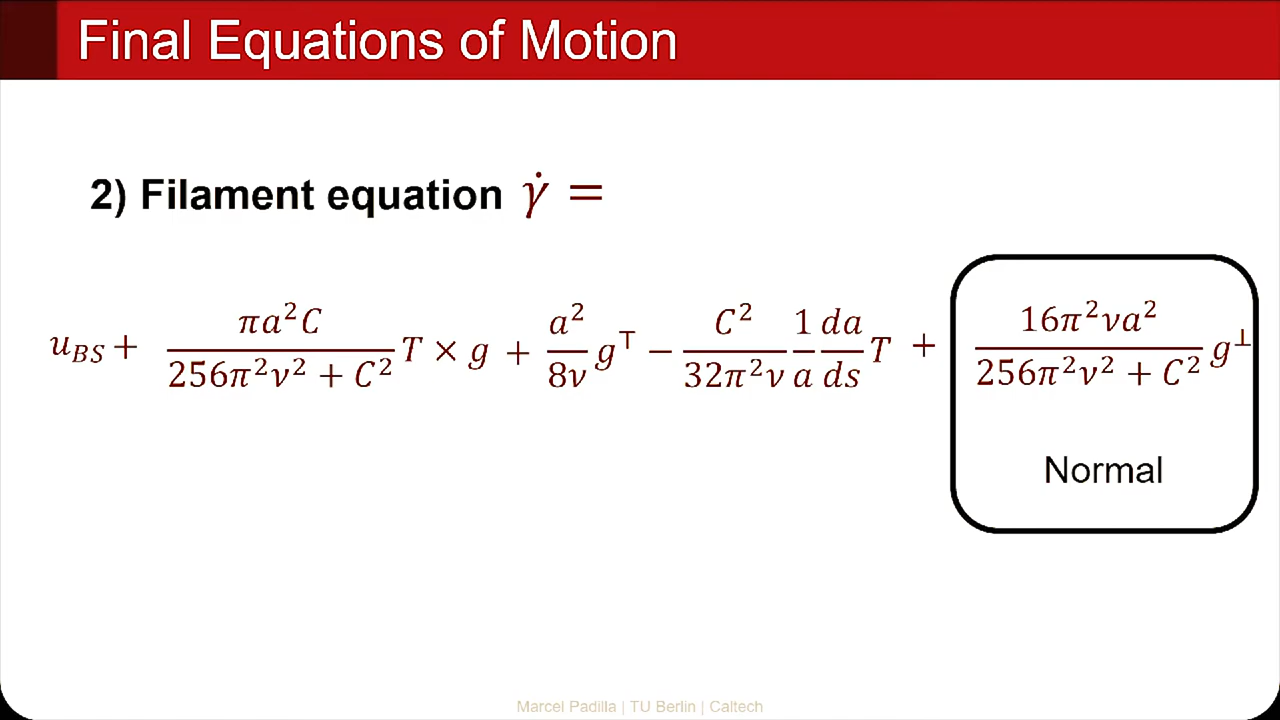 Final Equations of Motion
2) Filament equation γ̇ =
u_BS + πa²C/(256π²ν² + C²) T × g + a²/(8ν) g^⊤ − C²/(32π²ν) 1/a da/ds T + 16π²νa²/(256π²ν² + C²) g^⊥
Normal
Marcel Padilla | TU Berlin | Caltech